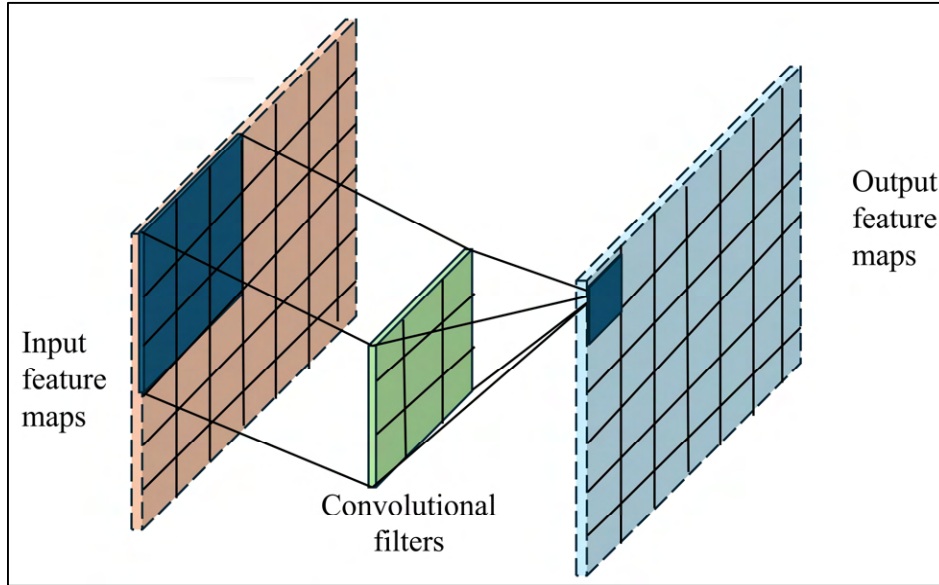 Input
feature
maps
Convolutional
filters
Output
feature
maps